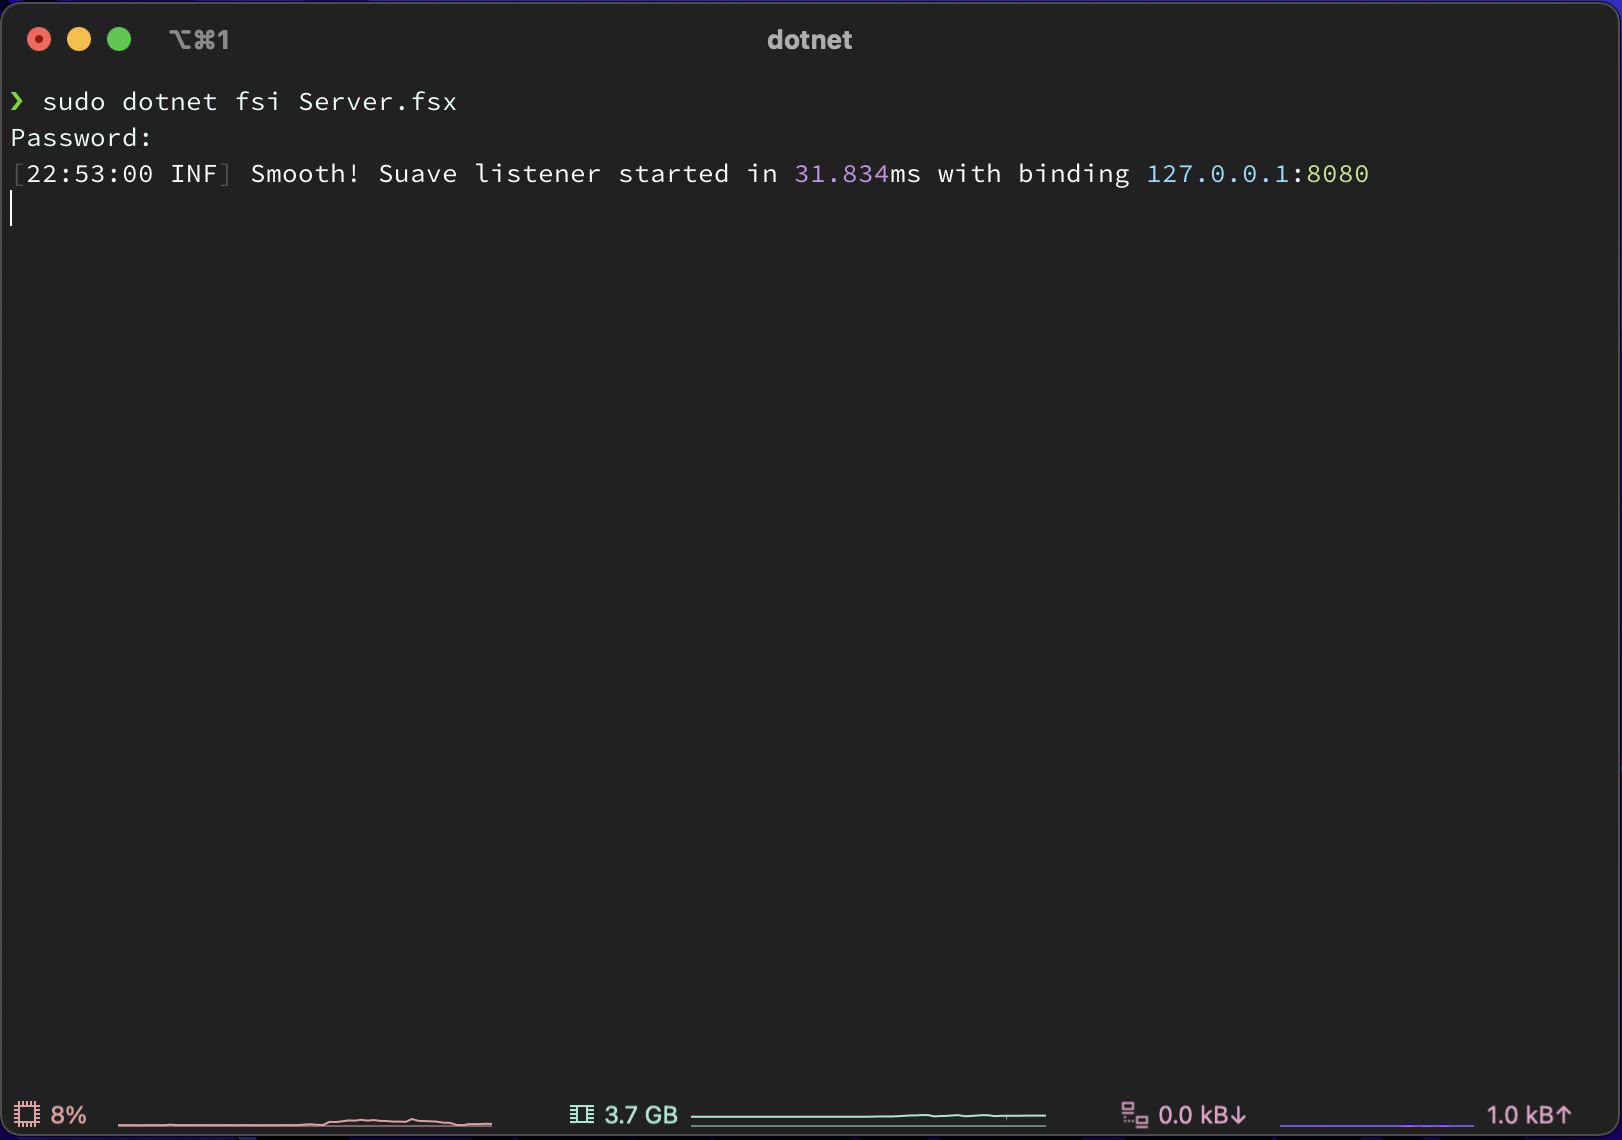 ⌥⌘1 dotnet
❯ sudo dotnet fsi Server.fsx
Password:
[22:53:00 INF] Smooth! Suave listener started in 31.834ms with binding 127.0.0.1:8080
8% 3.7 GB 0.0 kB↓ 1.0 kB↑